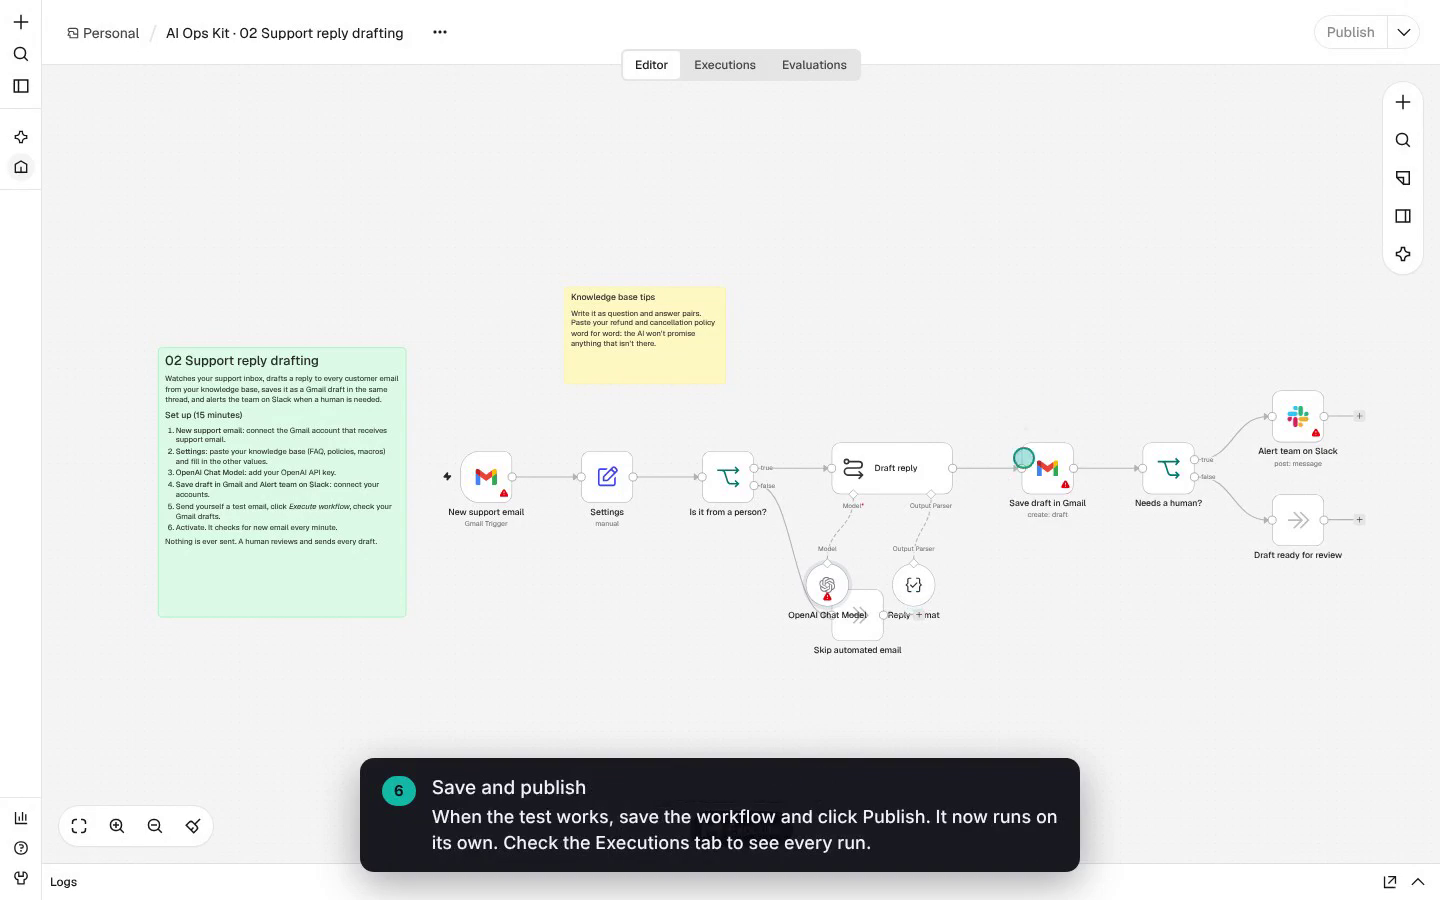 Personal / AI Ops Kit · 02 Support reply drafting
Publish
Editor
Executions
Evaluations
Knowledge base tips
Write it as question and answer pairs.
Paste your refund and cancellation policy
word for word: the AI won't promise
anything that isn't there.
02 Support reply drafting
Watches your support inbox, drafts a reply to every customer email
from your knowledge base, saves it as a Gmail draft in the same
thread, and alerts the team on Slack when a human is needed.
Set up (15 minutes)
1. New support email: connect the Gmail account that receives
support email.
2. Settings: paste your knowledge base (FAQ, policies, macros)
and fill in the other values.
3. OpenAI Chat Model: add your OpenAI API key.
4. Save draft in Gmail and Alert team on Slack: connect your
accounts.
5. Send yourself a test email, click Execute workflow, check your
Gmail drafts.
6. Activate. It checks for new email every minute.
Nothing is ever sent. A human reviews and sends every draft.
New support email
Gmail Trigger
Settings
manual
Is it from a person?
true
false
Draft reply
Model*
Output Parser
Model
Output Parser
OpenAI Chat Model
Skip automated email
Save draft in Gmail
create: draft
Needs a human?
true
false
Alert team on Slack
post: message
Draft ready for review
6
Save and publish
When the test works, save the workflow and click Publish. It now runs on
its own. Check the Executions tab to see every run.
Logs